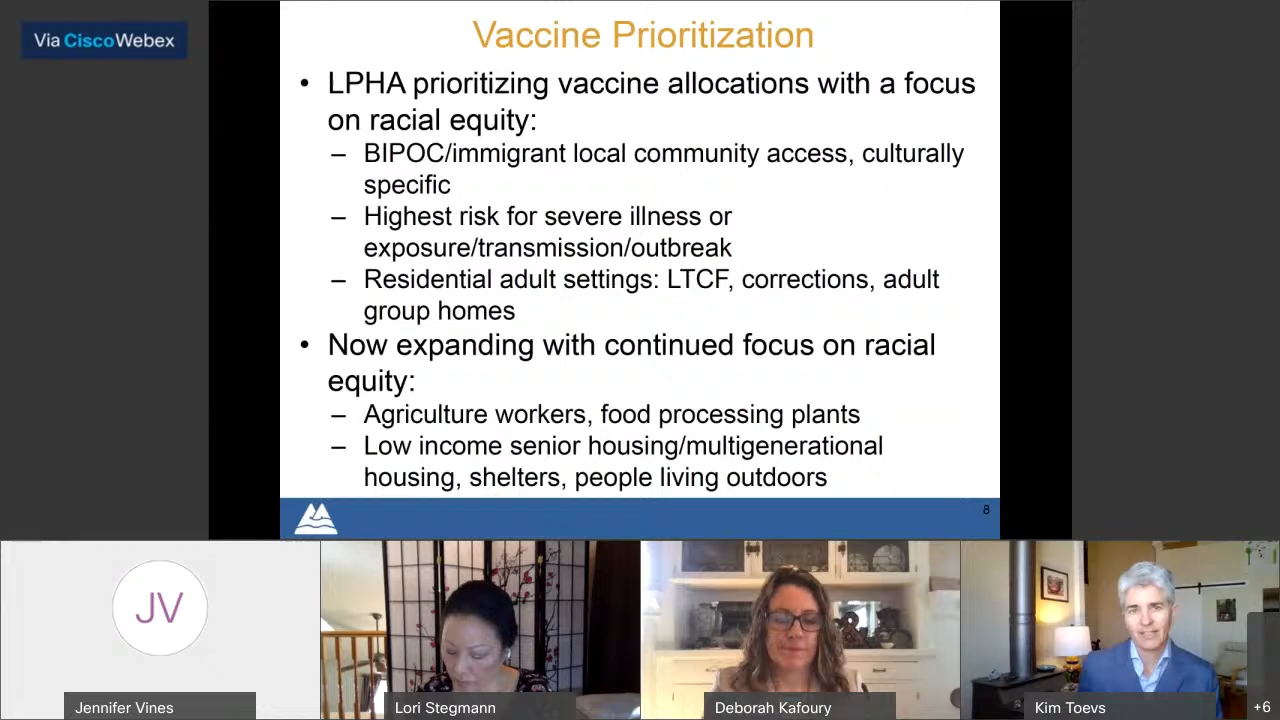 Via CiscoWebex
Vaccine Prioritization
• LPHA prioritizing vaccine allocations with a focus
on racial equity:
– BIPOC/immigrant local community access, culturally
specific
– Highest risk for severe illness or
exposure/transmission/outbreak
– Residential adult settings: LTCF, corrections, adult
group homes
• Now expanding with continued focus on racial
equity:
– Agriculture workers, food processing plants
– Low income senior housing/multigenerational
housing, shelters, people living outdoors
8
JV
Jennifer Vines
Lori Stegmann
Deborah Kafoury
Kim Toevs
+6